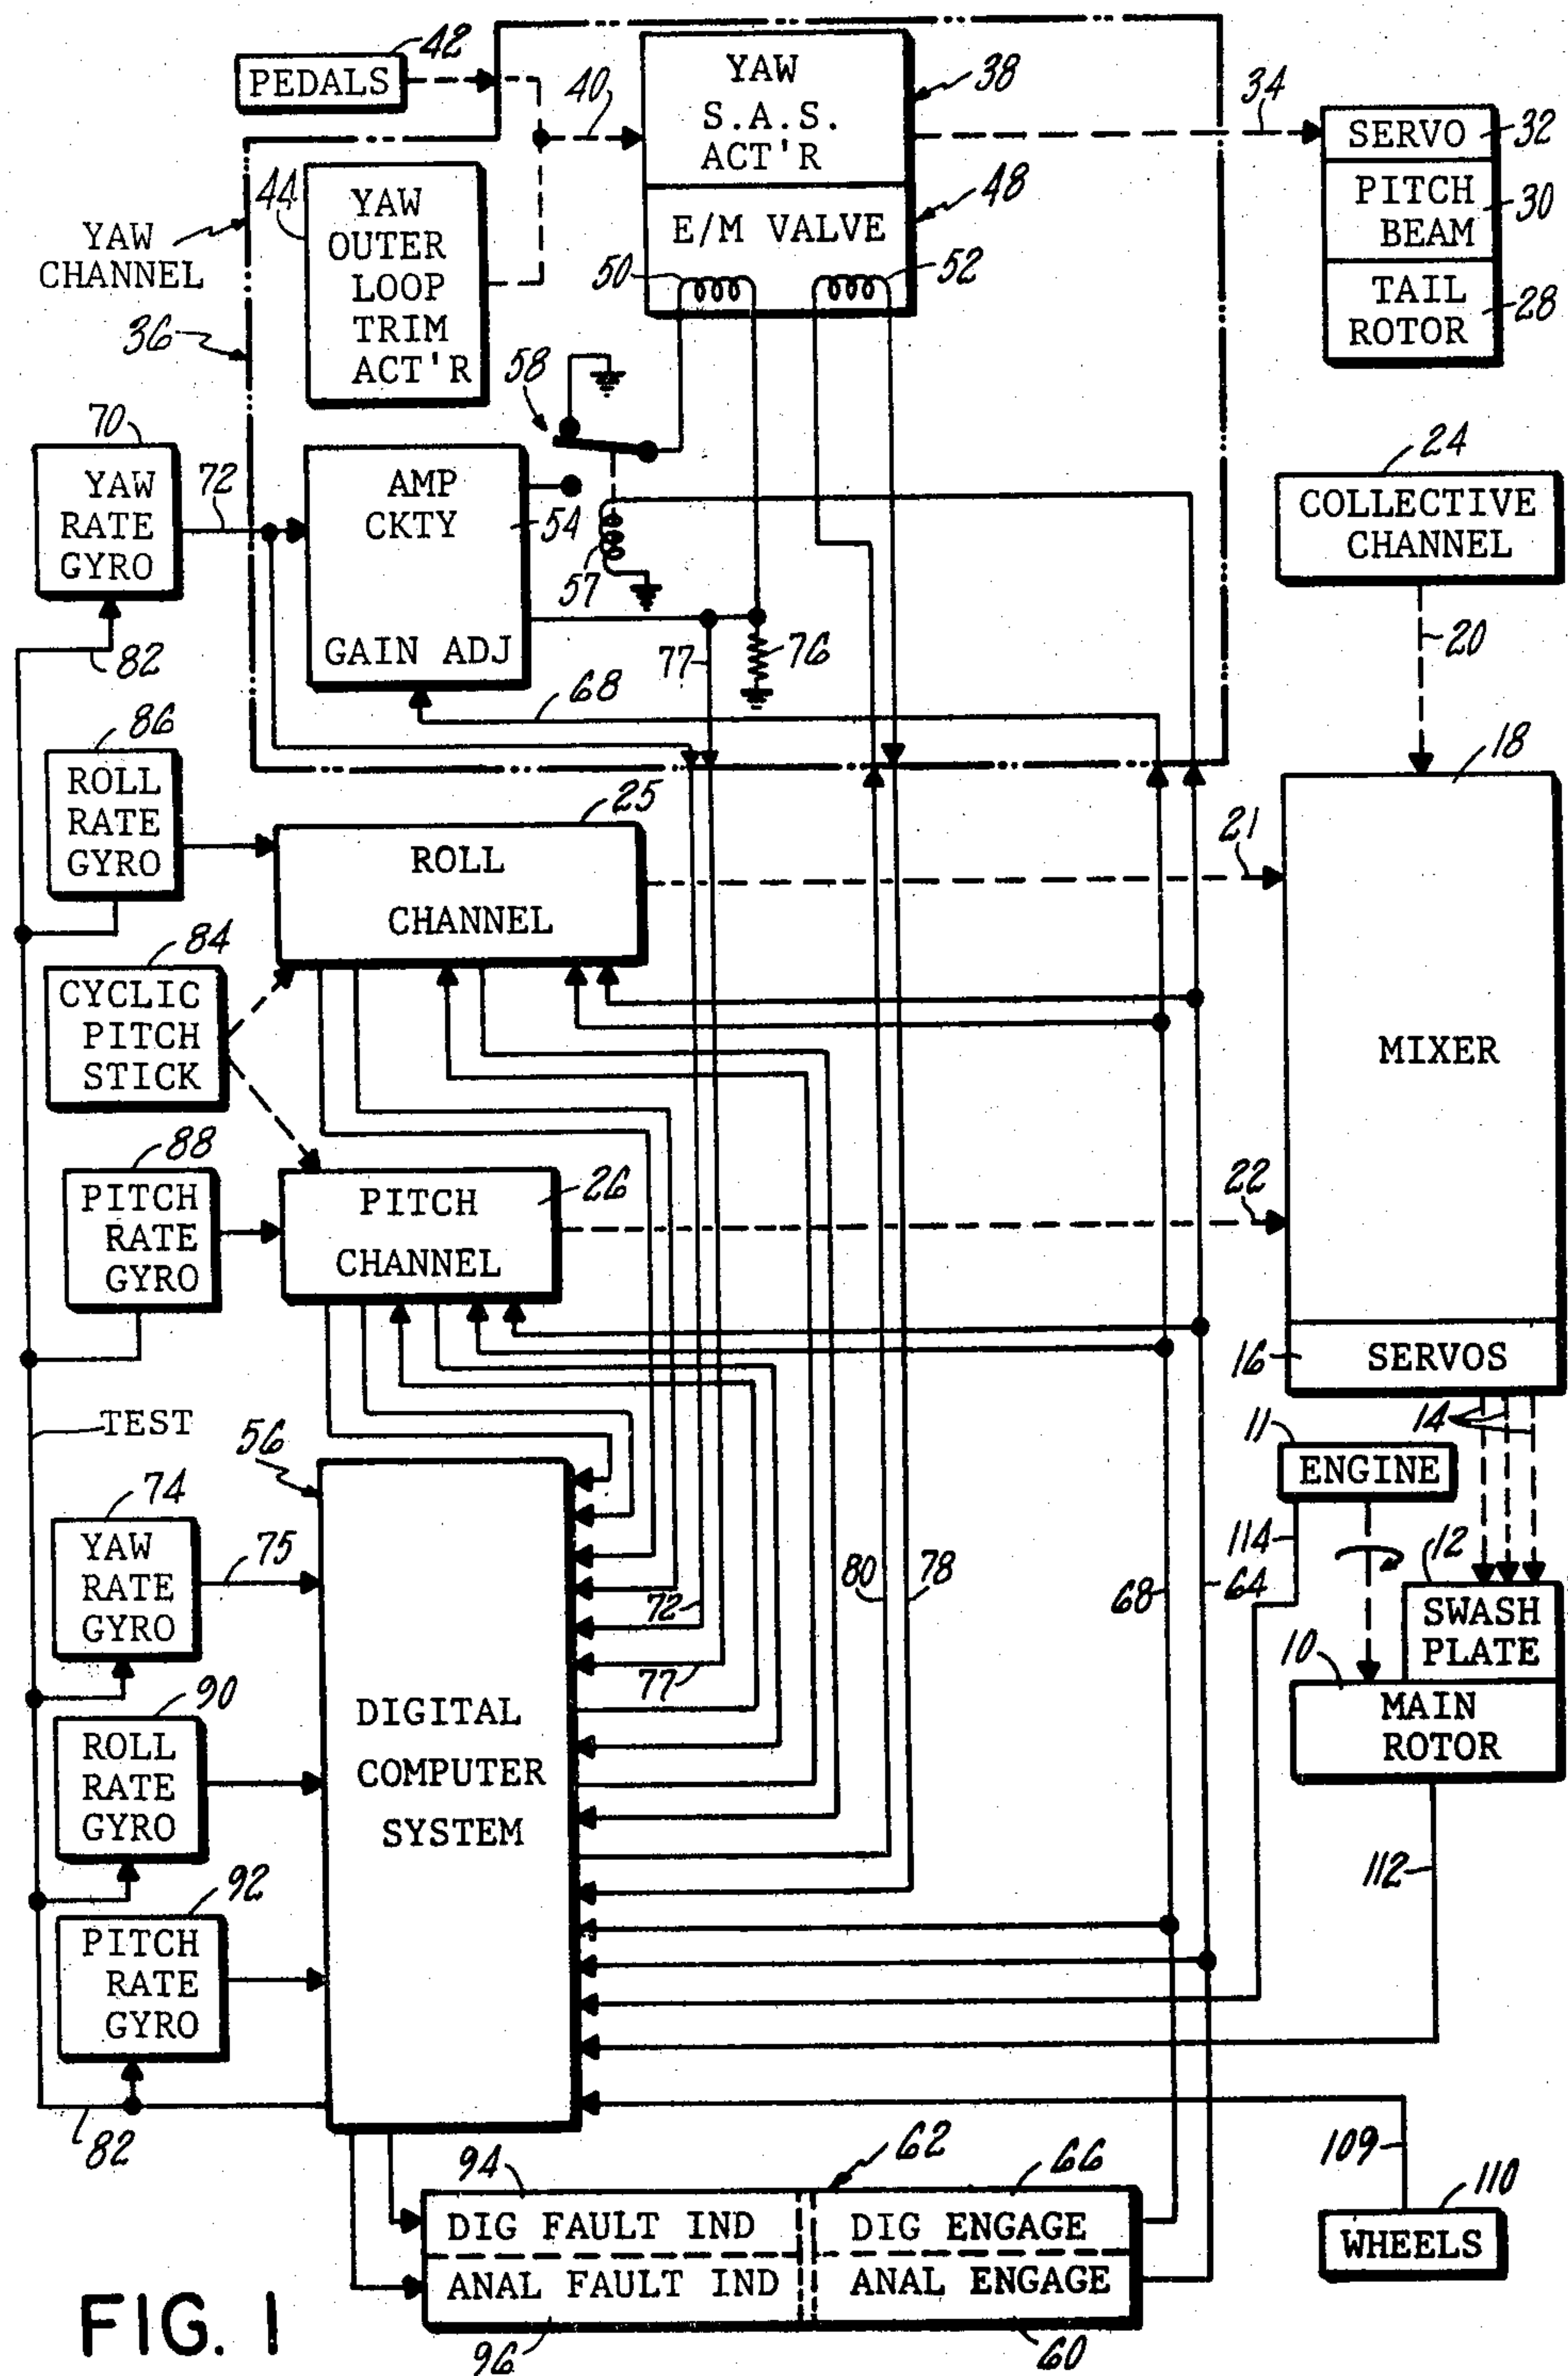 42
PEDALS
40
YAW
S.A.S.
ACT'R
38
34
SERVO
32
PITCH
BEAM
30
TAIL
ROTOR
28
E/M VALVE
48
50
52
44
YAW
OUTER
LOOP
TRIM
ACT'R
YAW
CHANNEL
36
58
70
YAW
RATE
GYRO
72
AMP
CKTY
54
GAIN ADJ
57
24
COLLECTIVE
CHANNEL
20
82
77
76
68
86
ROLL
RATE
GYRO
25
ROLL
CHANNEL
21
18
MIXER
84
CYCLIC
PITCH
STICK
88
PITCH
RATE
GYRO
26
PITCH
CHANNEL
22
16
SERVOS
14
TEST
56
11
ENGINE
74
YAW
RATE
GYRO
75
72
80
78
68
64
114
12
SWASH
PLATE
77
10
MAIN
ROTOR
90
ROLL
RATE
GYRO
DIGITAL
COMPUTER
SYSTEM
112
92
PITCH
RATE
GYRO
82
94
62
66
109
110
DIG FAULT IND
DIG ENGAGE
WHEELS
ANAL FAULT IND
ANAL ENGAGE
96
60
FIG. 1